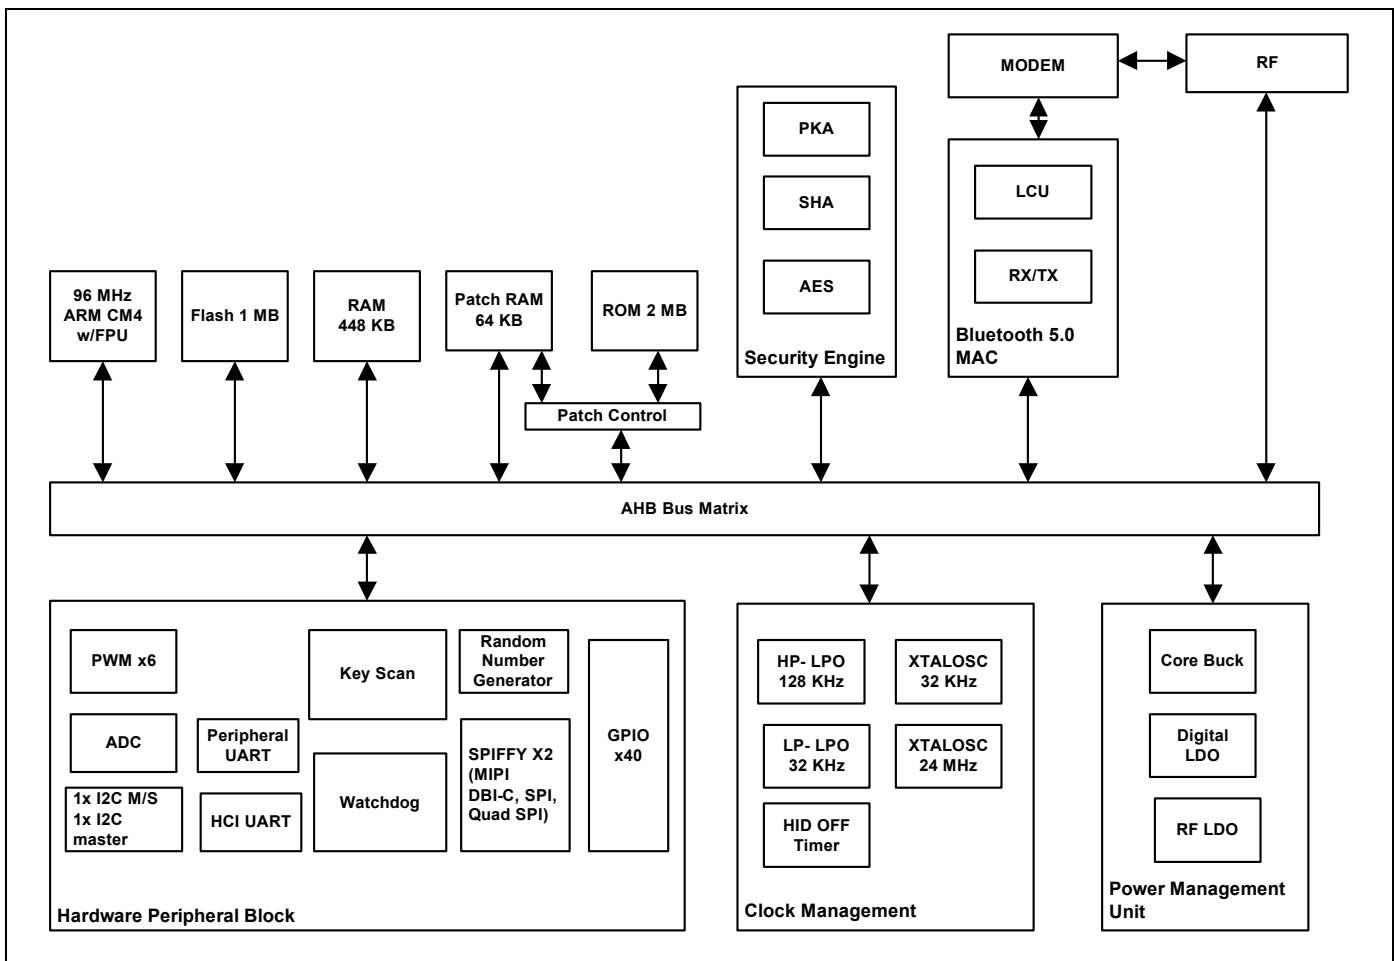 MODEM
RF
PKA
SHA
AES
Security Engine
LCU
RX/TX
Bluetooth 5.0
MAC
96 MHz
ARM CM4
w/FPU
Flash 1 MB
RAM
448 KB
Patch RAM
64 KB
ROM 2 MB
Patch Control
AHB Bus Matrix
PWM x6
ADC
1x I2C M/S
1x I2C
master
Peripheral
UART
HCI UART
Key Scan
Watchdog
Random
Number
Generator
SPIFFY X2
(MIPI
DBI-C, SPI,
Quad SPI)
GPIO
x40
Hardware Peripheral Block
HP- LPO
128 KHz
XTALOSC
32 KHz
LP- LPO
32 KHz
XTALOSC
24 MHz
HID OFF
Timer
Clock Management
Core Buck
Digital
LDO
RF LDO
Power Management
Unit